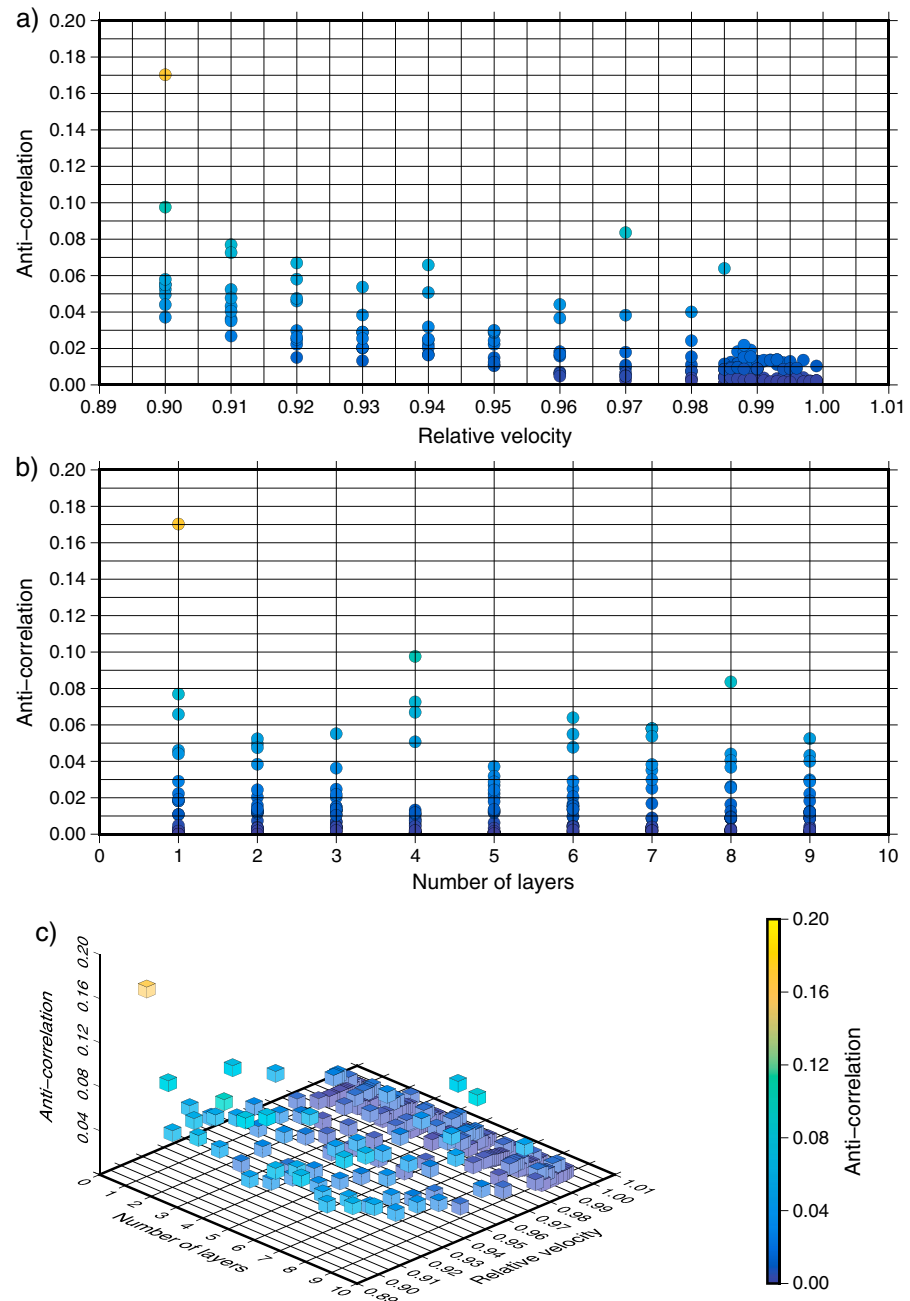 a)
0.20
0.18
0.16
0.14
0.12
0.10
0.08
0.06
0.04
0.02
0.00
Anti−correlation
0.89 0.90 0.91 0.92 0.93 0.94 0.95 0.96 0.97 0.98 0.99 1.00 1.01
Relative velocity
b)
0.20
0.18
0.16
0.14
0.12
0.10
0.08
0.06
0.04
0.02
0.00
Anti−correlation
0 1 2 3 4 5 6 7 8 9 10
Number of layers
c)
0.20
0.16
0.12
0.08
0.04
Anti−correlation
0 1 2 3 4 5 6 7 8 9 10
Number of layers
0.89 0.90 0.91 0.92 0.93 0.94 0.95 0.96 0.97 0.98 0.99 1.00 1.01
Relative velocity
0.20
0.16
0.12
0.08
0.04
0.00
Anti−correlation